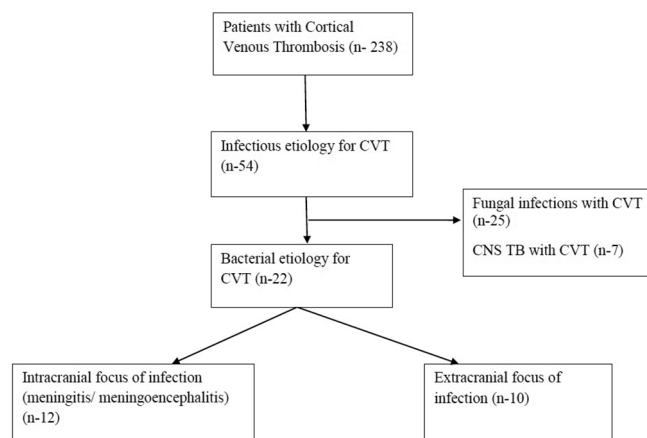 Patients with Cortical
Venous Thrombosis (n- 238)
Infectious etiology for CVT
(n-54)
Fungal infections with CVT
(n-25)
CNS TB with CVT (n-7)
Bacterial etiology for
CVT (n-22)
Intracranial focus of infection
(meningitis/ meningoencephalitis)
(n-12)
Extracranial focus of
infection (n-10)